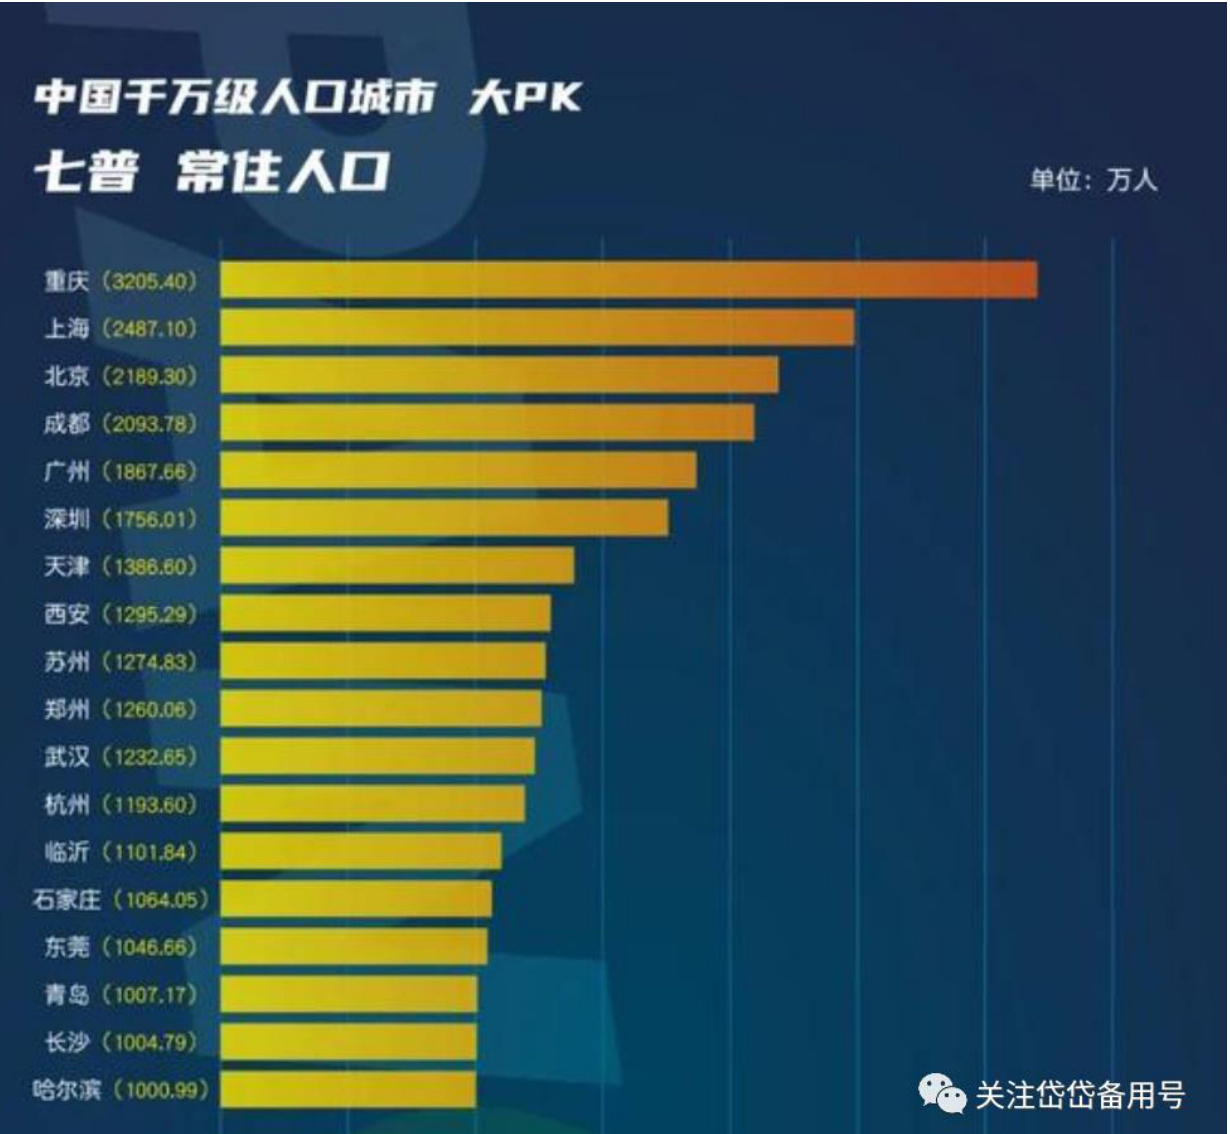 中国千万级人口城市 大PK
七普 常住人口
单位：万人
重庆（3205.40）
上海（2487.10）
北京（2189.30）
成都（2093.78）
广州（1867.66）
深圳（1756.01）
天津（1386.60）
西安（1295.29）
苏州（1274.83）
郑州（1260.06）
武汉（1232.65）
杭州（1193.60）
临沂（1101.84）
石家庄（1064.05）
东莞（1046.66）
青岛（1007.17）
长沙（1004.79）
哈尔滨（1000.99）
关注岱岱备用号